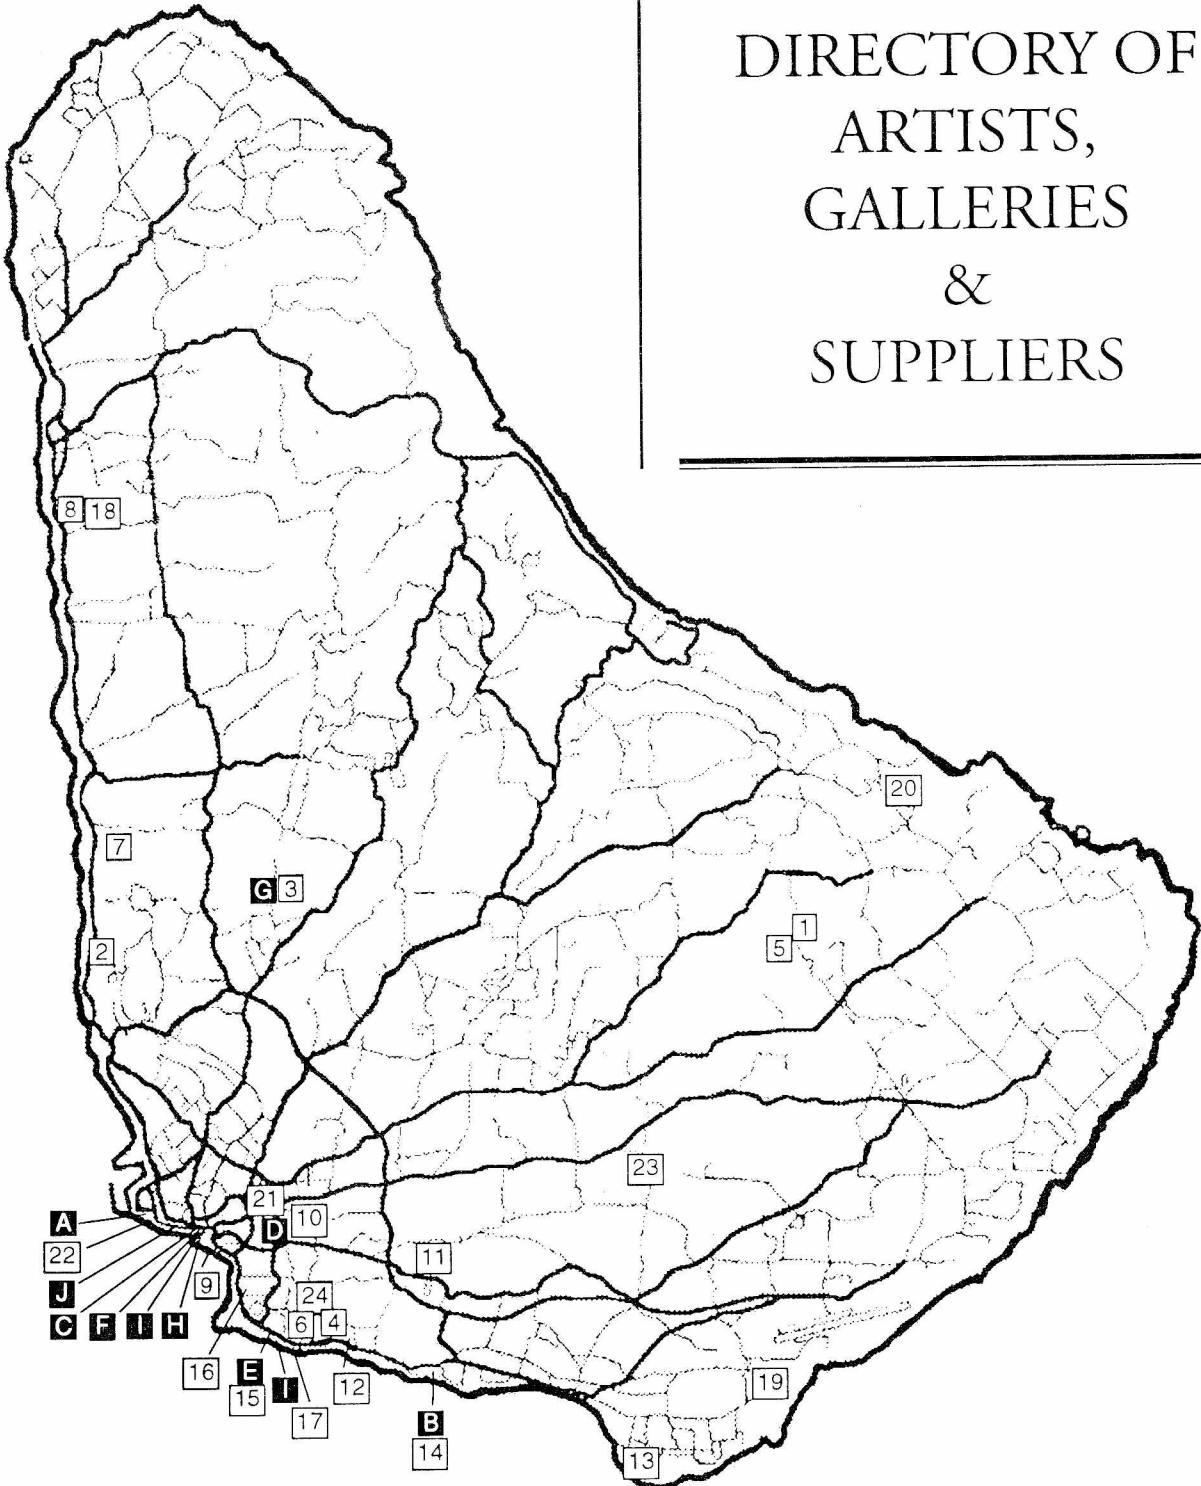 DIRECTORY OF
ARTISTS,
GALLERIES
&
SUPPLIERS
8 18
20
7
G 3
1
5
2
23
21
A D 10
22
11
9
J
24
C F I H 6 4
16 E I 12 19
15
17 B
14
13